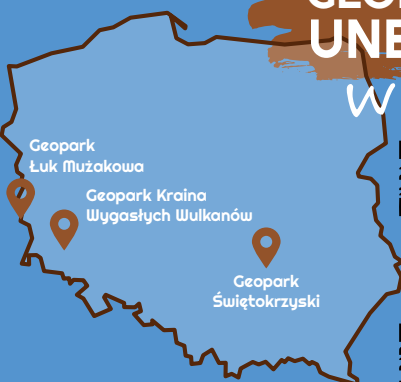 UNE
w
Geopark
Łuk Mużakowa
Geopark Kraina
Wygasłych Wulkanów
Geopark
Świętokrzyski